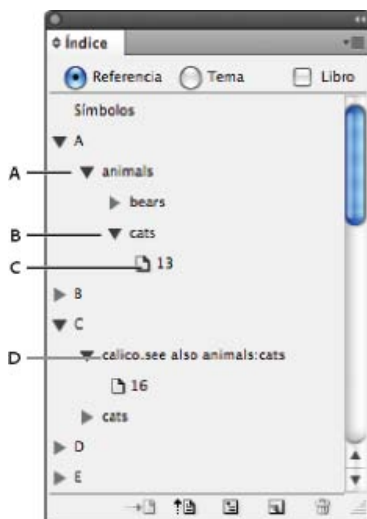 Índice
Referencia Tema Libro
Símbolos
A
A animals
bears
B cats
C 13
B
C
D calico.see also animals:cats
16
cats
D
E